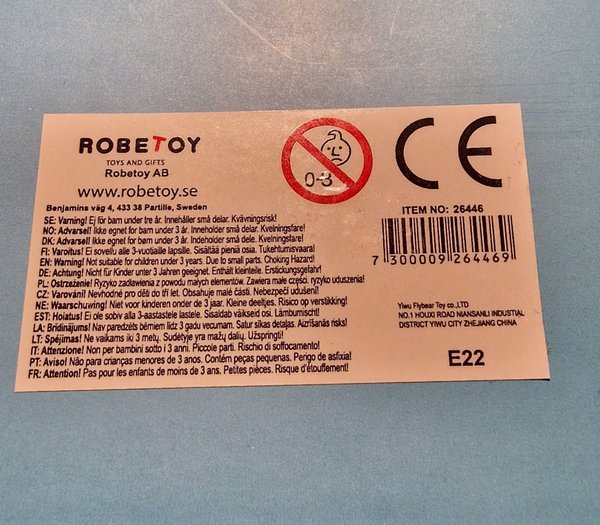 ROBETOY
TOYS AND GIFTS
Robetoy AB
www.robetoy.se
Benjamins väg 4, 433 38 Partille, Sweden
0-3
CE
ITEM NO: 26446
7 300009 264469
SE: Varning! Ej för barn under tre år. Innehåller små delar. Kvävningsrisk!
NO: Advarsel! Ikke egnet for barn under 3 år. Inneholder små delar. Kvelningsfare!
DK: Advarsel! Ikke egnet for barn under 3 år. Indeholder små dele. Kvelningsfare!
FI: Varoitus! Ei sovellu alle 3-vuotiaille lapsille. Sisältää pieniä osia. Tukehtumisvaara!
EN: Warning! Not suitable for children under 3 years. Due to small parts. Choking Hazard!
DE: Achtung! Nicht für Kinder unter 3 Jahren geeignet. Enthält kleinteile. Erstickungsgefahr!
PL: Ostrzeżenie! Ryzyko zadławienia z powodu małych elementów. Zawiera małe części. ryzyko uduszenia!
CZ: Varování! Nevhodné pro děti do tří let. Obsahuje malé části. Nebezpečí udušení!
NE: Waarschuwing! Niet voor kinderen onder de 3 jaar. Kleine deeltjes. Risico op verstikking!
EST: Hoiatus! Ei ole sobiv alla 3-aastastele lastele. Sisaldab väikseid osi. Lämbumisoht!
LA: Brīdinājums! Nav paredzēts bērniem līdz 3 gadu vecumam. Satur sīkas detaļas. Aizrīšanās risks!
LT: Spėjimas! Ne vaikams iki 3 metų. Sudėtyje yra mažų dalių. Užspringti!
IT: Attenzione! Non per bambini sotto i 3 anni. Piccole parti. Rischio di soffocamento!
PT: Aviso! Não para crianças menores de 3 anos. Contém peças pequenas. Perigo de asfixia!
FR: Attention! Pas pour les enfants de moins de 3 ans. Petites pièces. Risque d'étouffement!
Yiwu Flybear Toy co.,LTD
NO.1 HOUXI ROAD NIANSANLI INDUSTIAL
DISTRICT YIWU CITY ZHEJIANG CHINA
E22